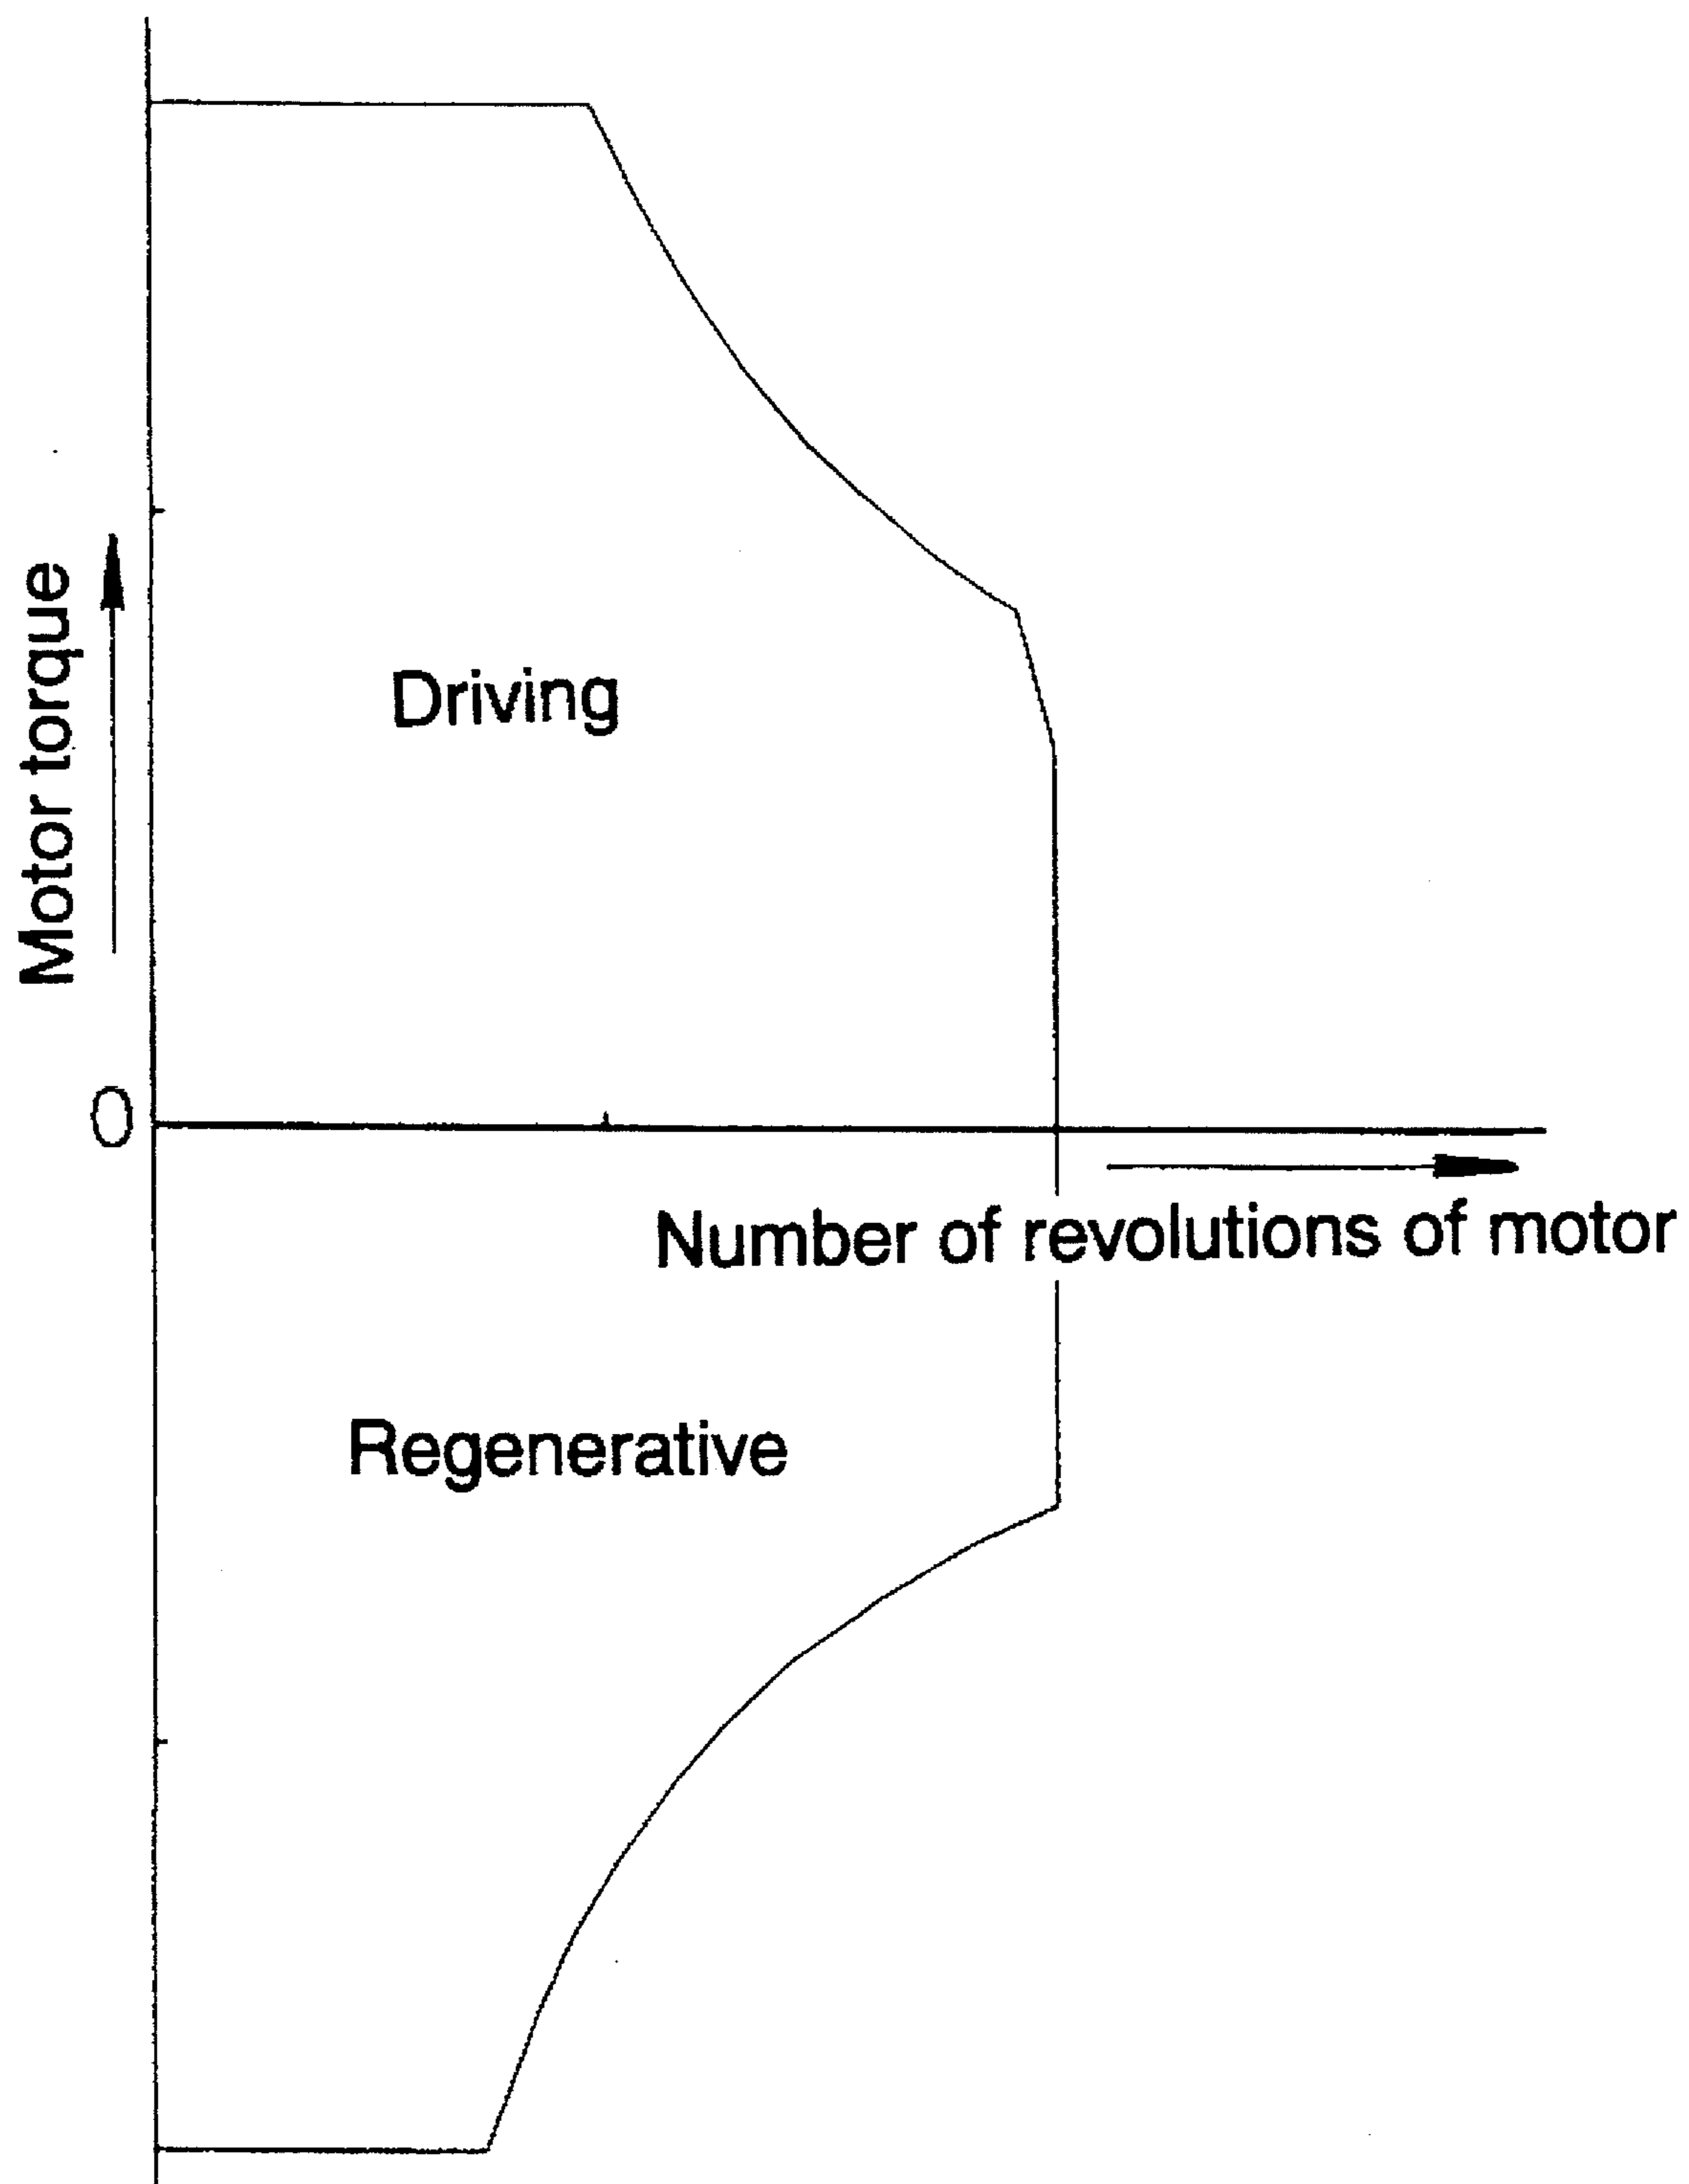 Motor torque
Driving
0
Number of revolutions of motor
Regenerative